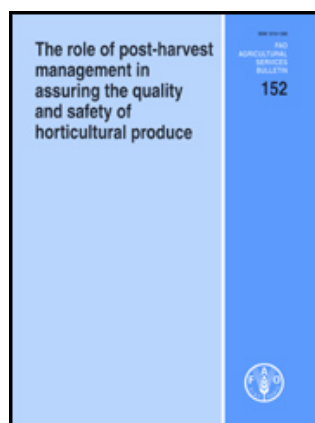 The role of post-harvest
management in
assuring the quality
and safety of
horticultural produce
FAO
AGRICULTURAL
SERVICES
BULLETIN
152